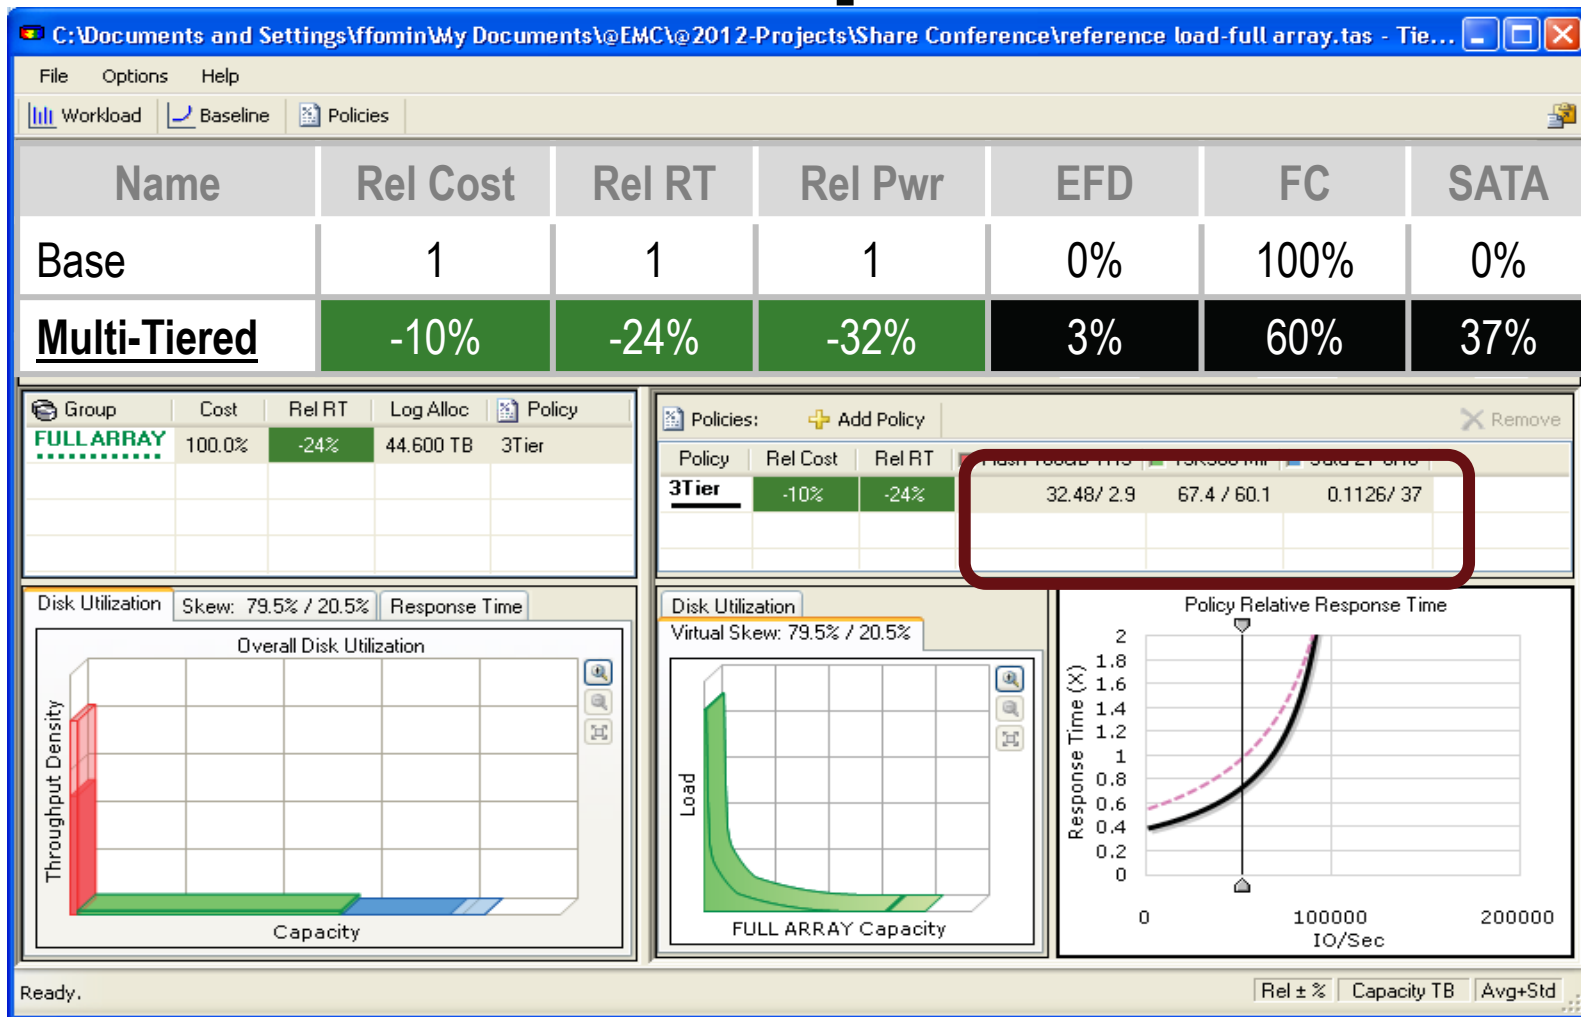 C:\Documents and Settings\ffomin\My Documents\@EMC\@2012-Projects\Share Conference\reference load-full array.tas - Tie...
File Options Help
Workload Baseline Policies
Name Rel Cost Rel RT Rel Pwr EFD FC SATA
Base 1 1 1 0% 100% 0%
Multi-Tiered -10% -24% -32% 3% 60% 37%
Group Cost Rel RT Log Alloc Policy
FULL ARRAY 100.0% -24% 44.600 TB 3Tier
Policies: Add Policy Remove
Policy Rel Cost Rel RT
3Tier -10% -24% 32.48/ 2.9 67.4 / 60.1 0.1126/ 37
Disk Utilization Skew: 79.5% / 20.5% Response Time
Overall Disk Utilization
Throughput Density
Capacity
Disk Utilization
Virtual Skew: 79.5% / 20.5%
Load
FULL ARRAY Capacity
Policy Relative Response Time
Response Time (X)
2
1.8
1.6
1.4
1.2
1
0.8
0.6
0.4
0.2
0
0 100000 200000
IO/Sec
Ready.
Rel ± % Capacity TB Avg+Std